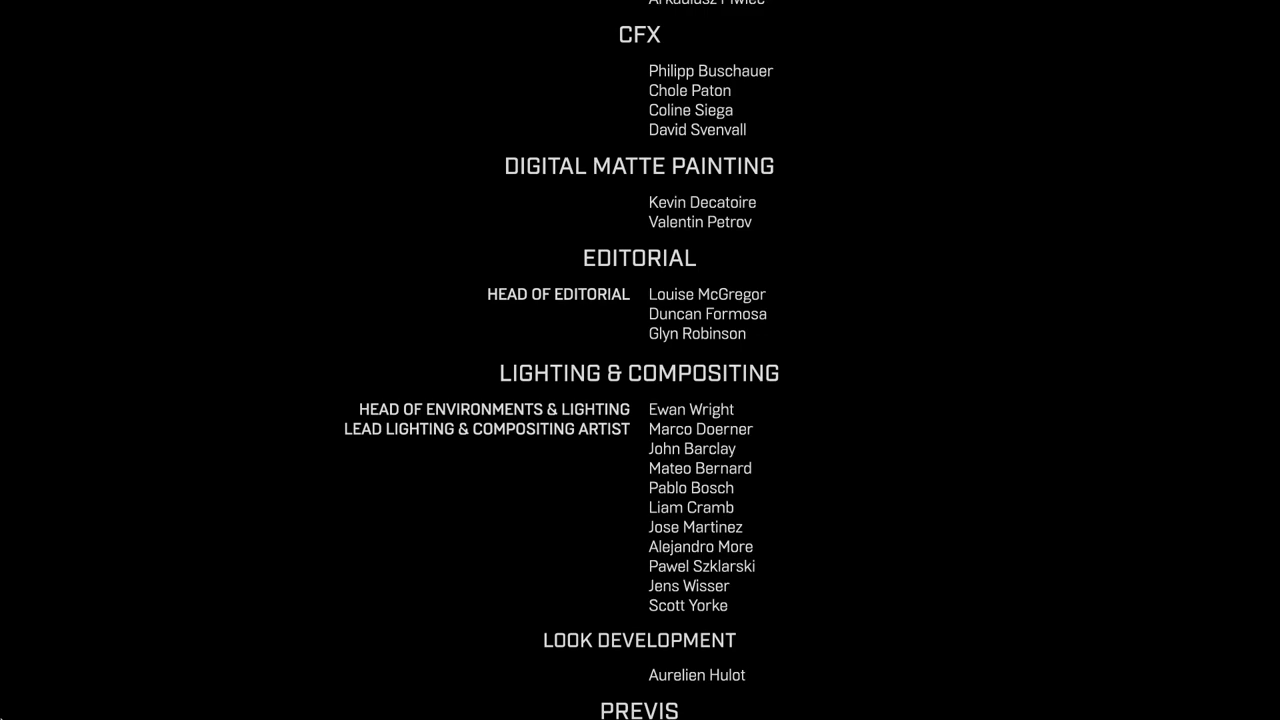 CFX
Philipp Buschauer
Chole Paton
Coline Siega
David Svenvall
DIGITAL MATTE PAINTING
Kevin Decatoire
Valentin Petrov
EDITORIAL
HEAD OF EDITORIAL Louise McGregor
Duncan Formosa
Glyn Robinson
LIGHTING & COMPOSITING
HEAD OF ENVIRONMENTS & LIGHTING Ewan Wright
LEAD LIGHTING & COMPOSITING ARTIST Marco Doerner
John Barclay
Mateo Bernard
Pablo Bosch
Liam Cramb
Jose Martinez
Alejandro More
Pawel Szklarski
Jens Wisser
Scott Yorke
LOOK DEVELOPMENT
Aurelien Hulot
PREVIS